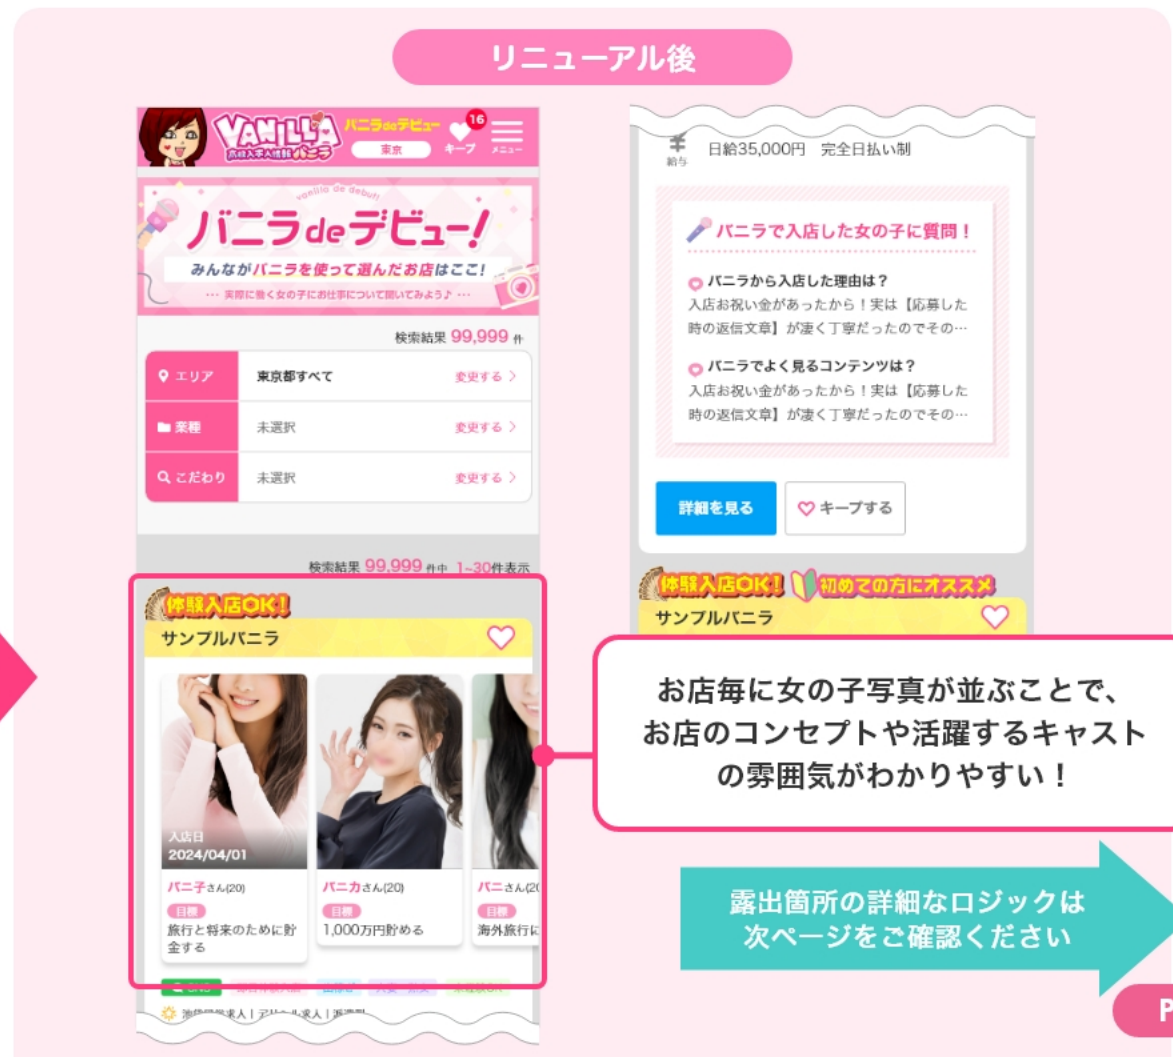 リニューアル後
VANILLA
高収入求人情報 バニラ
バニラdeデビュー
東京
16
キープ
メニュー
vanilla de debut!
バニラdeデビュー!
みんながバニラを使って選んだお店はここ!
… 実際に働く女の子にお仕事について聞いてみよう♪ …
検索結果 99,999 件
エリア 東京都すべて 変更する
業種 未選択 変更する
こだわり 未選択 変更する
検索結果 99,999 件中 1~30件表示
体験入店OK!
サンプルバニラ
入店日
2024/04/01
バニ子さん(20)
目標
旅行と将来のために貯
金する
バニカさん(20)
目標
1,000万円貯める
バニさん(20
目標
海外旅行に
給与
日給35,000円 完全日払い制
バニラで入店した女の子に質問!
バニラから入店した理由は?
入店お祝い金があったから!実は【応募した
時の返信文章】が凄く丁寧だったのでその…
バニラでよく見るコンテンツは?
入店お祝い金があったから!実は【応募した
時の返信文章】が凄く丁寧だったのでその…
詳細を見る
キープする
体験入店OK! 初めての方にオススメ
サンプルバニラ
お店毎に女の子写真が並ぶことで、
お店のコンセプトや活躍するキャスト
の雰囲気がわかりやすい!
露出箇所の詳細なロジックは
次ページをご確認ください
P